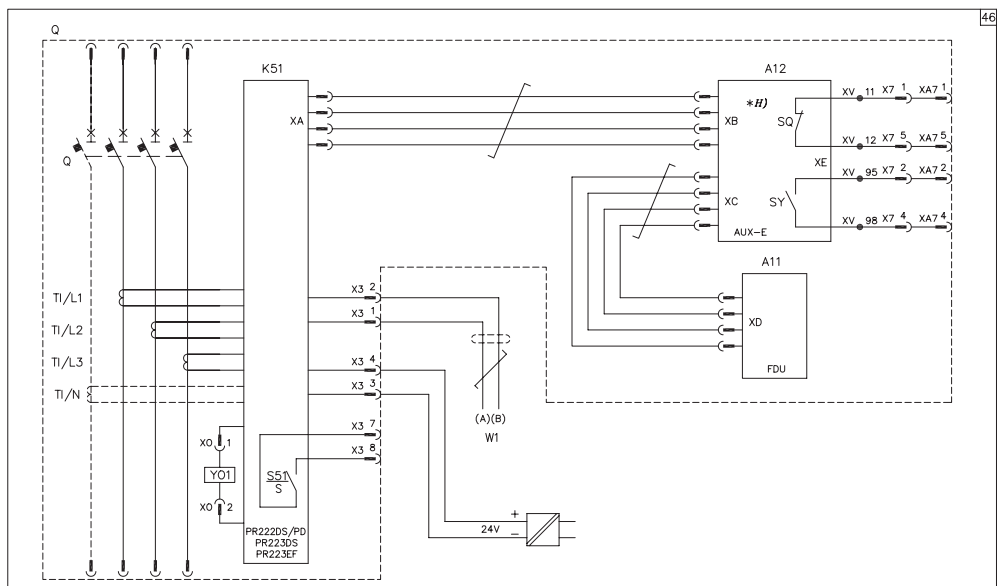 46
Q
K51
A12
XA
*H)
XB
SQ
XE
XV 11 X7 1 XA7 1
XV 12 X7 5 XA7 5
XV 95 X7 2 XA7 2
XV 98 X7 4 XA7 4
Q
XC
SY
AUX-E
A11
XD
FDU
TI/L1
TI/L2
TI/L3
TI/N
X3 2
X3 1
X3 4
X3 3
X3 7
X3 8
(A)(B)
W1
XO 1
YO1
XO 2
S51
S
PR222DS/PD
PR223DS
PR223EF
+
24V
−